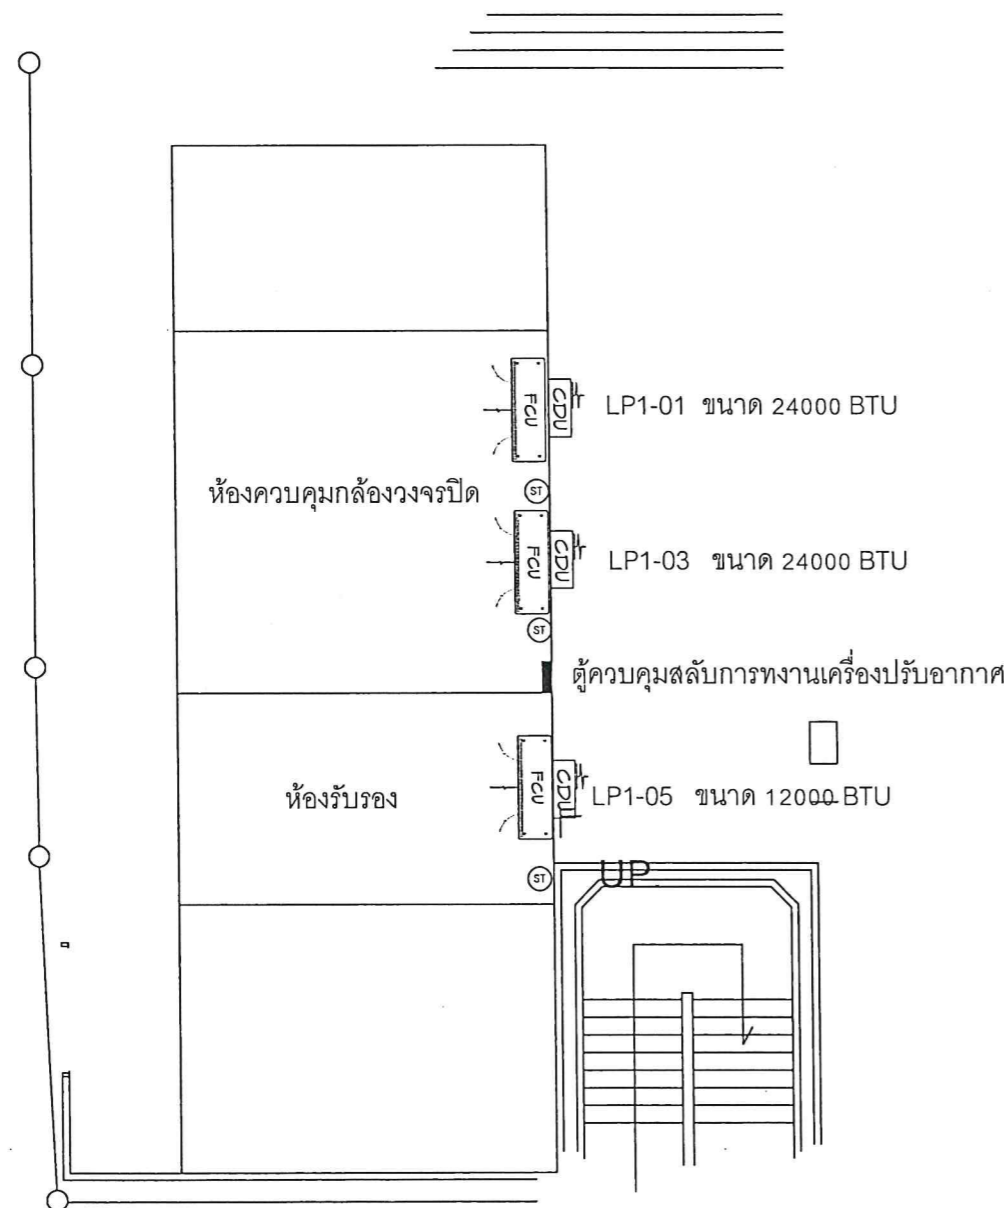 FCU
CDU
LP1-01 ขนาด 24000 BTU
ห้องควบคุมกล้องวงจรปิด
ST
FCU
CDU
LP1-03 ขนาด 24000 BTU
ST
ตู้ควบคุมสลับการทงานเครื่องปรับอากาศ
FCU
CDU
LP1-05 ขนาด 12000 BTU
ห้องรับรอง
ST
UP